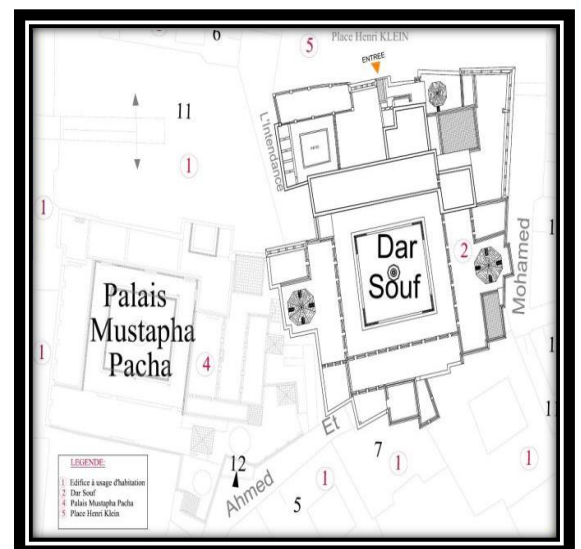 6
5
Place Henri KLEIN
ENTREE
11
L'Intendance
1
1
1
Dar
Souf
2
Mohamed
Palais
Mustapha
Pacha
1
4
1
Et
7
12
1
1
1
Ahmed
5
11
LEGENDE:
1 Edifice à usage d'habitation
2 Dar Souf
4 Palais Mustapha Pacha
5 Place Henri Klein